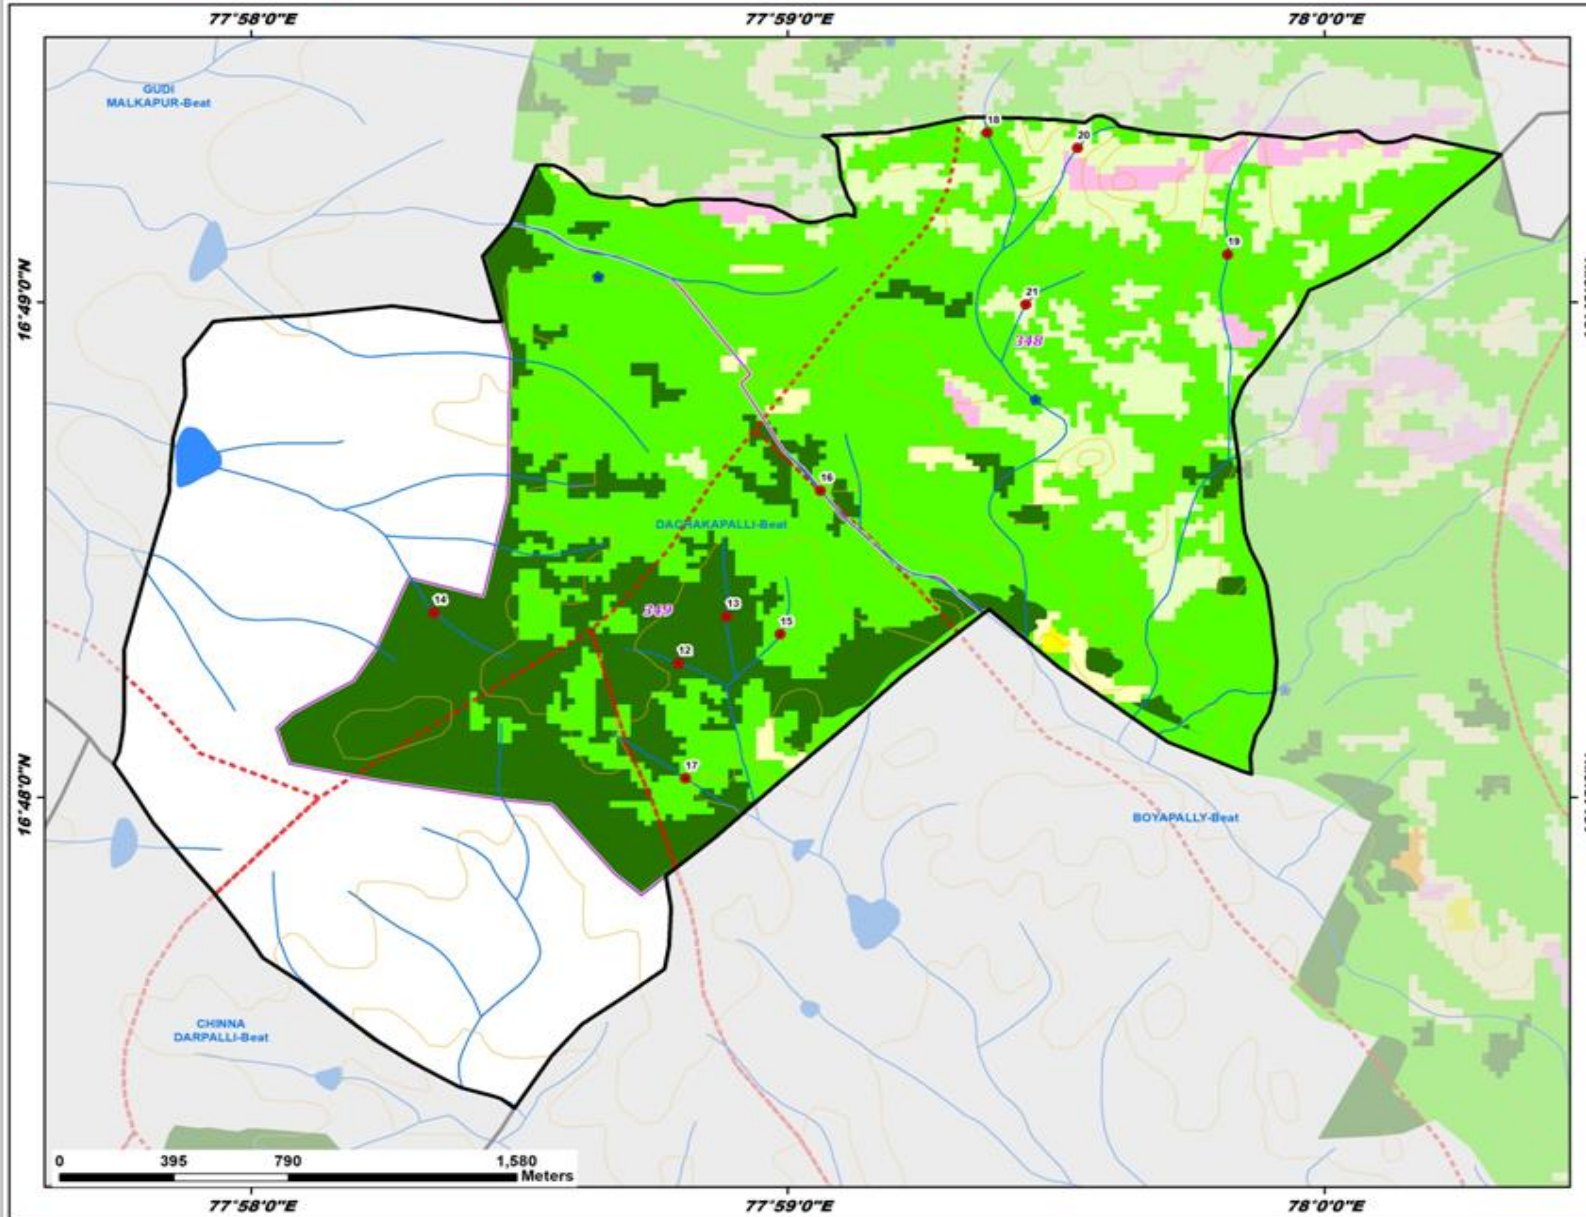 77°58'0"E
77°59'0"E
78°0'0"E
GUDI
MALKAPUR-Beat
18
20
19
16°49'0"N
21
348
16
DACHAKAPALLI-Beat
14
349
13
15
12
17
16°48'0"N
BOYAPALLY-Beat
CHINNA
DARPALLI-Beat
0 395 790 1,580
Meters
77°58'0"E
77°59'0"E
78°0'0"E